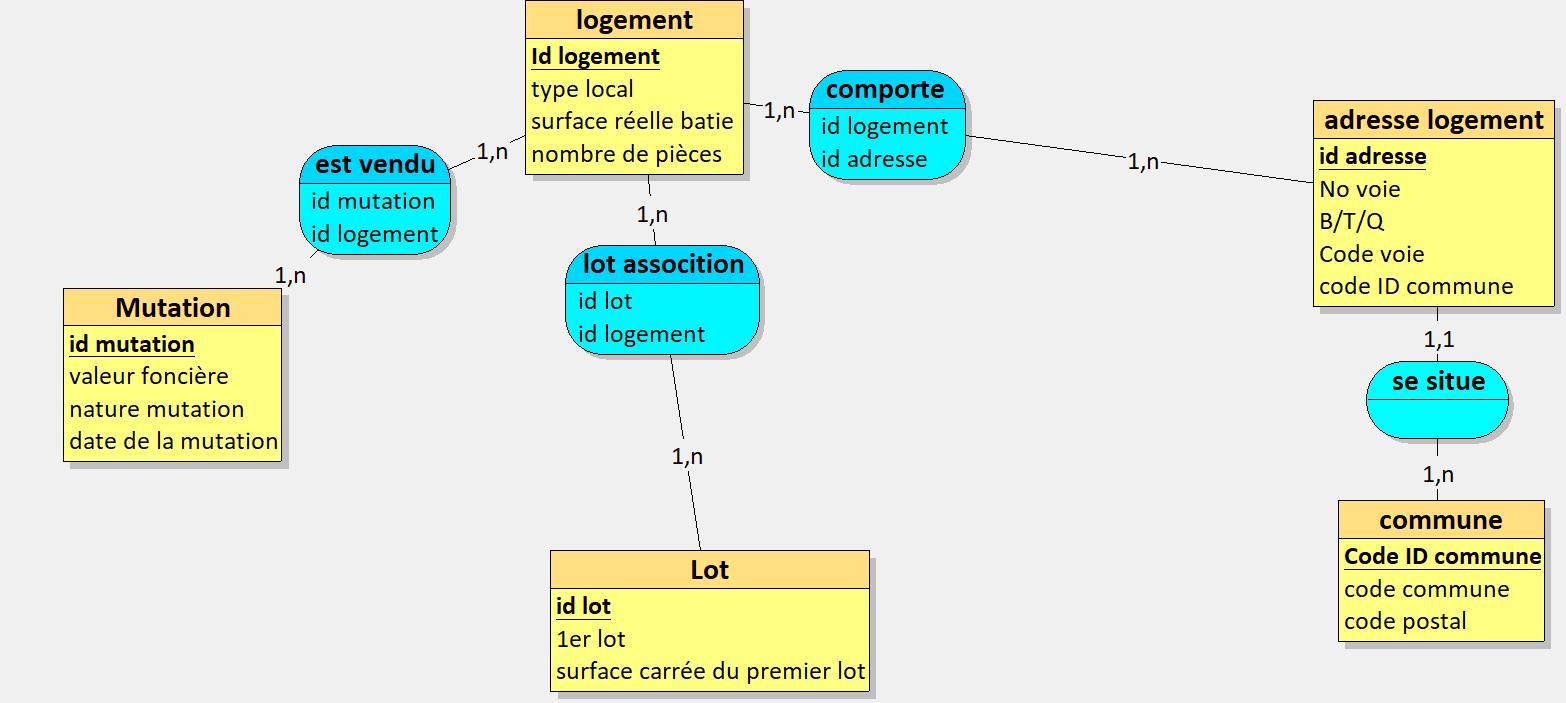 logement
Id logement
type local
surface réelle batie
nombre de pièces
1,n
comporte
id logement
id adresse
1,n
adresse logement
id adresse
No voie
B/T/Q
Code voie
code ID commune
1,n
est vendu
id mutation
id logement
1,n
Mutation
id mutation
valeur foncière
nature mutation
date de la mutation
1,n
lot assocition
id lot
id logement
1,n
Lot
id lot
1er lot
surface carrée du premier lot
1,1
se situe
1,n
commune
Code ID commune
code commune
code postal